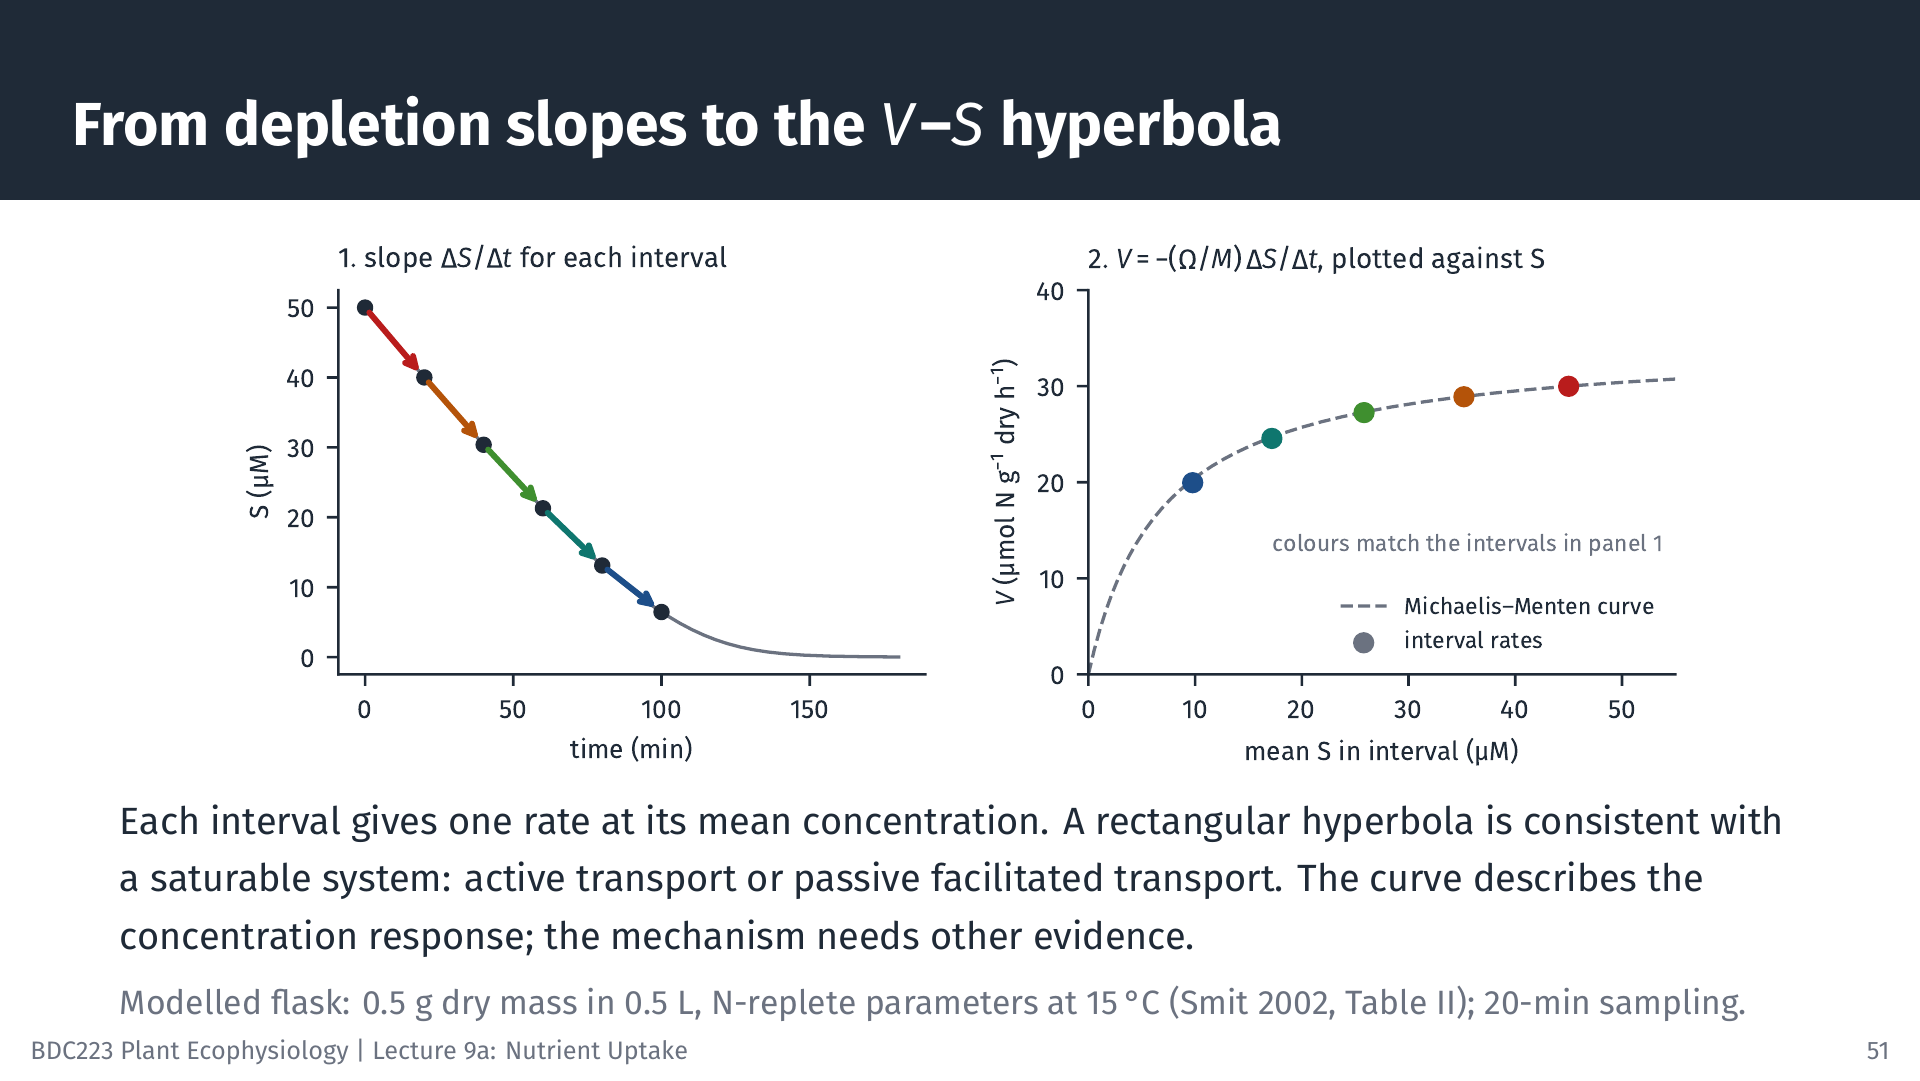 From depletion slopes to the V–S hyperbola
1. slope ΔS/Δt for each interval
50
40
30
20
10
0
S (µM)
0
50
100
150
time (min)
2. V = −(Ω/M) ΔS/Δt, plotted against S
40
30
20
10
0
V (µmol N g⁻¹ dry h⁻¹)
colours match the intervals in panel 1
Michaelis–Menten curve
interval rates
0
10
20
30
40
50
mean S in interval (µM)
Each interval gives one rate at its mean concentration. A rectangular hyperbola is consistent with
a saturable system: active transport or passive facilitated transport. The curve describes the
concentration response; the mechanism needs other evidence.
Modelled flask: 0.5 g dry mass in 0.5 L, N-replete parameters at 15 °C (Smit 2002, Table II); 20-min sampling.
BDC223 Plant Ecophysiology | Lecture 9a: Nutrient Uptake
51